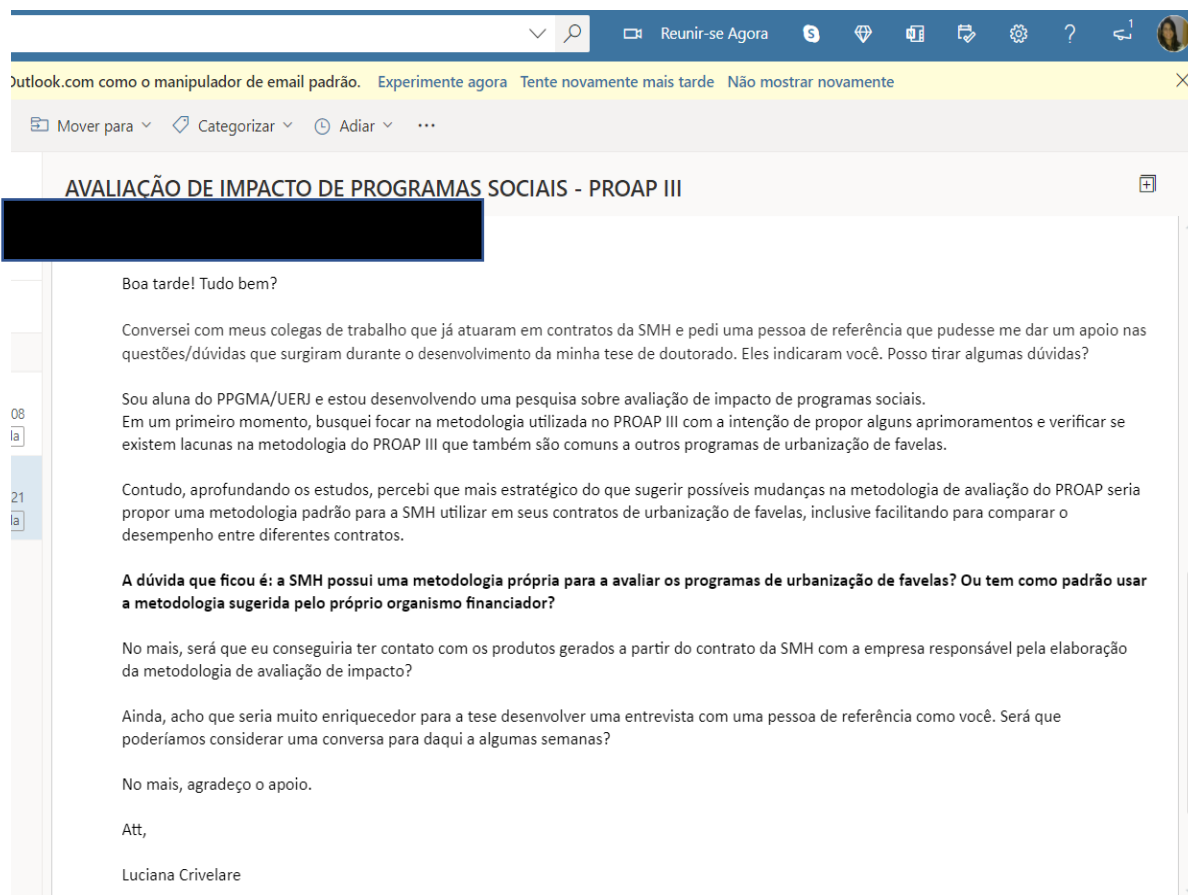 Reunir-se Agora
1
Outlook.com como o manipulador de email padrão. Experimente agora Tente novamente mais tarde Não mostrar novamente
Mover para Categorizar Adiar ...
AVALIAÇÃO DE IMPACTO DE PROGRAMAS SOCIAIS - PROAP III
Boa tarde! Tudo bem?
Conversei com meus colegas de trabalho que já atuaram em contratos da SMH e pedi uma pessoa de referência que pudesse me dar um apoio nas
questões/dúvidas que surgiram durante o desenvolvimento da minha tese de doutorado. Eles indicaram você. Posso tirar algumas dúvidas?
Sou aluna do PPGMA/UERJ e estou desenvolvendo uma pesquisa sobre avaliação de impacto de programas sociais.
Em um primeiro momento, busquei focar na metodologia utilizada no PROAP III com a intenção de propor alguns aprimoramentos e verificar se
existem lacunas na metodologia do PROAP III que também são comuns a outros programas de urbanização de favelas.
08
21
Contudo, aprofundando os estudos, percebi que mais estratégico do que sugerir possíveis mudanças na metodologia de avaliação do PROAP seria
propor uma metodologia padrão para a SMH utilizar em seus contratos de urbanização de favelas, inclusive facilitando para comparar o
desempenho entre diferentes contratos.
A dúvida que ficou é: a SMH possui uma metodologia própria para a avaliar os programas de urbanização de favelas? Ou tem como padrão usar
a metodologia sugerida pelo próprio organismo financiador?
No mais, será que eu conseguiria ter contato com os produtos gerados a partir do contrato da SMH com a empresa responsável pela elaboração
da metodologia de avaliação de impacto?
Ainda, acho que seria muito enriquecedor para a tese desenvolver uma entrevista com uma pessoa de referência como você. Será que
poderíamos considerar uma conversa para daqui a algumas semanas?
No mais, agradeço o apoio.
Att,
Luciana Crivelare